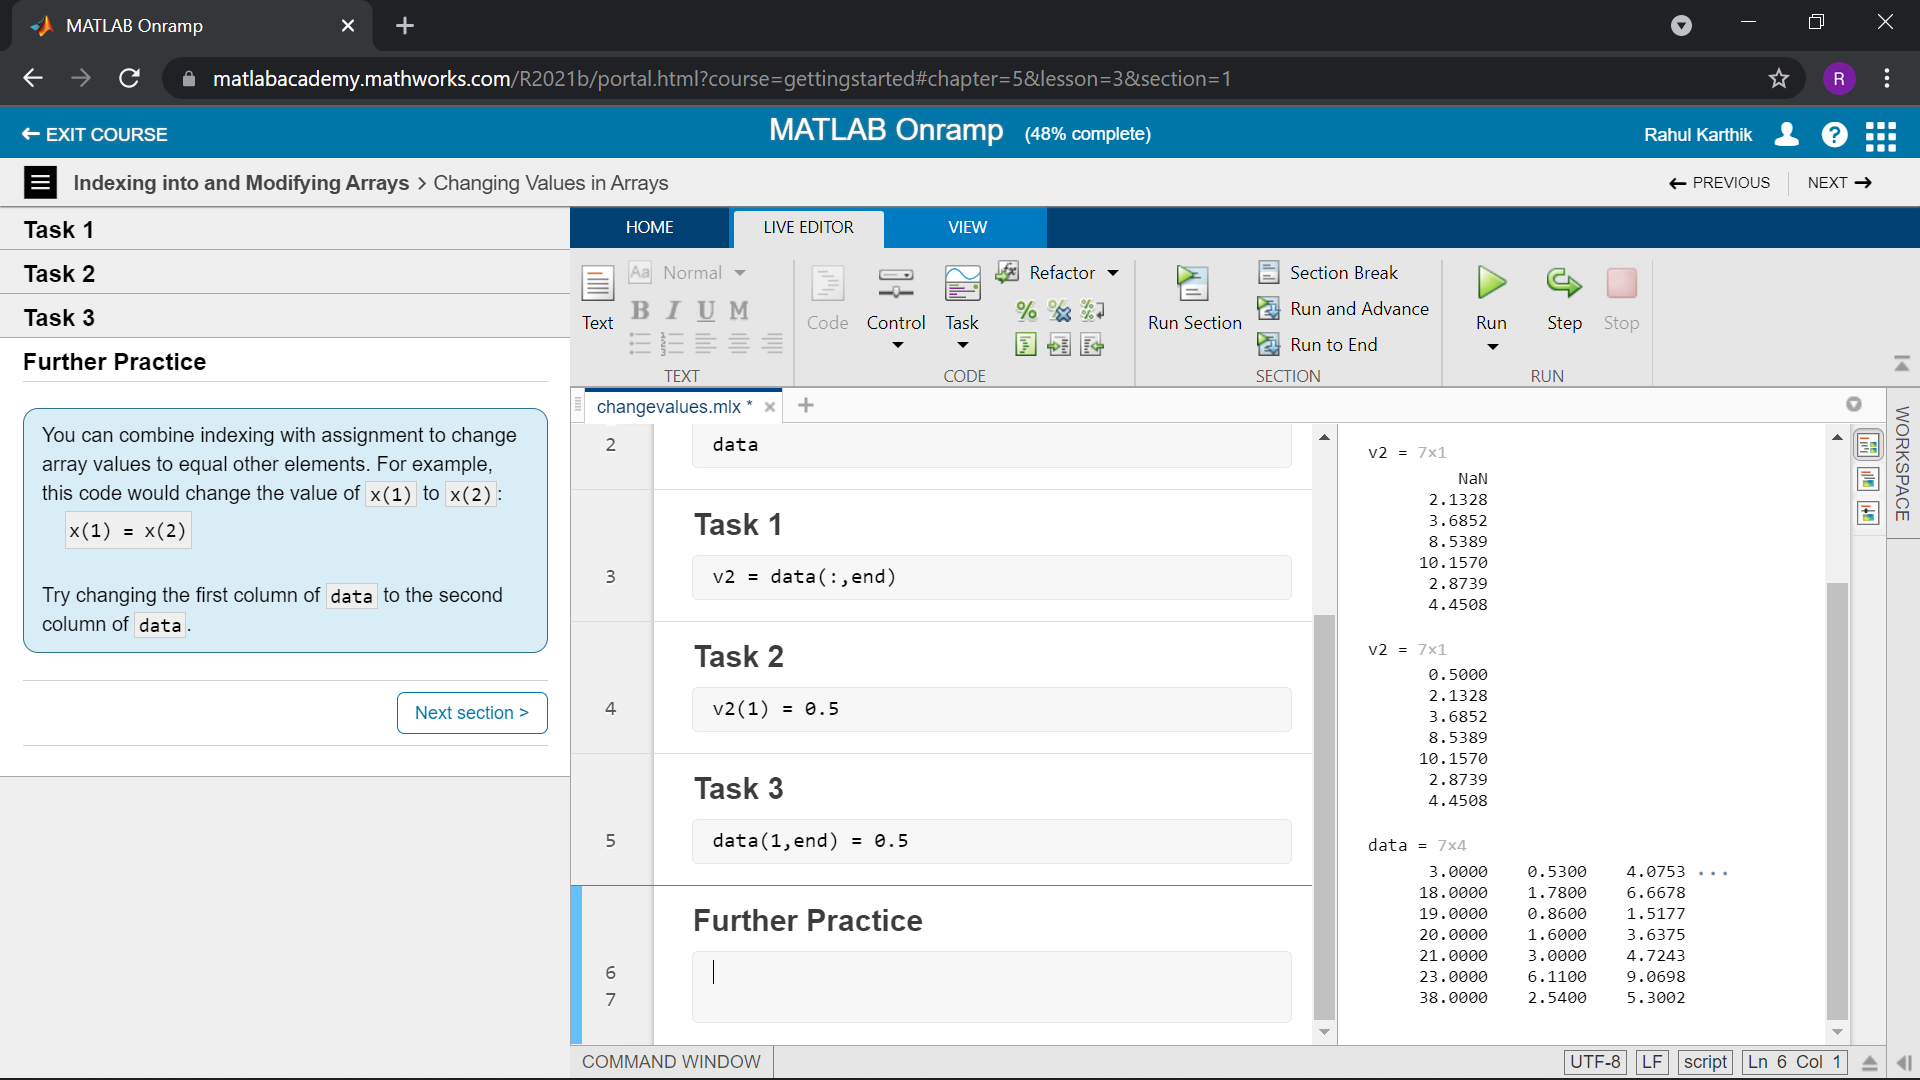 MATLAB Onramp
matlabacademy.mathworks.com/R2021b/portal.html?course=gettingstarted#chapter=5&lesson=3&section=1
R
EXIT COURSE
MATLAB Onramp (48% complete)
Rahul Karthik
?
Indexing into and Modifying Arrays > Changing Values in Arrays
PREVIOUS
NEXT
Task 1
Task 2
Task 3
Further Practice
You can combine indexing with assignment to change
array values to equal other elements. For example,
this code would change the value of x(1) to x(2):
x(1) = x(2)
Try changing the first column of data to the second
column of data.
Next section >
HOME
LIVE EDITOR
VIEW
Text
Aa Normal
B I U M
TEXT
Code
Control
Task
Refactor
CODE
Run Section
Section Break
Run and Advance
Run to End
SECTION
Run
Step
Stop
RUN
changevalues.mlx *
2 data
Task 1
3 v2 = data(:,end)
Task 2
4 v2(1) = 0.5
Task 3
5 data(1,end) = 0.5
Further Practice
6
7
v2 = 7×1
NaN
2.1328
3.6852
8.5389
10.1570
2.8739
4.4508
v2 = 7×1
0.5000
2.1328
3.6852
8.5389
10.1570
2.8739
4.4508
data = 7×4
3.0000 0.5300 4.0753 ...
18.0000 1.7800 6.6678
19.0000 0.8600 1.5177
20.0000 1.6000 3.6375
21.0000 3.0000 4.7243
23.0000 6.1100 9.0698
38.0000 2.5400 5.3002
WORKSPACE
COMMAND WINDOW
UTF-8
LF
script
Ln 6 Col 1